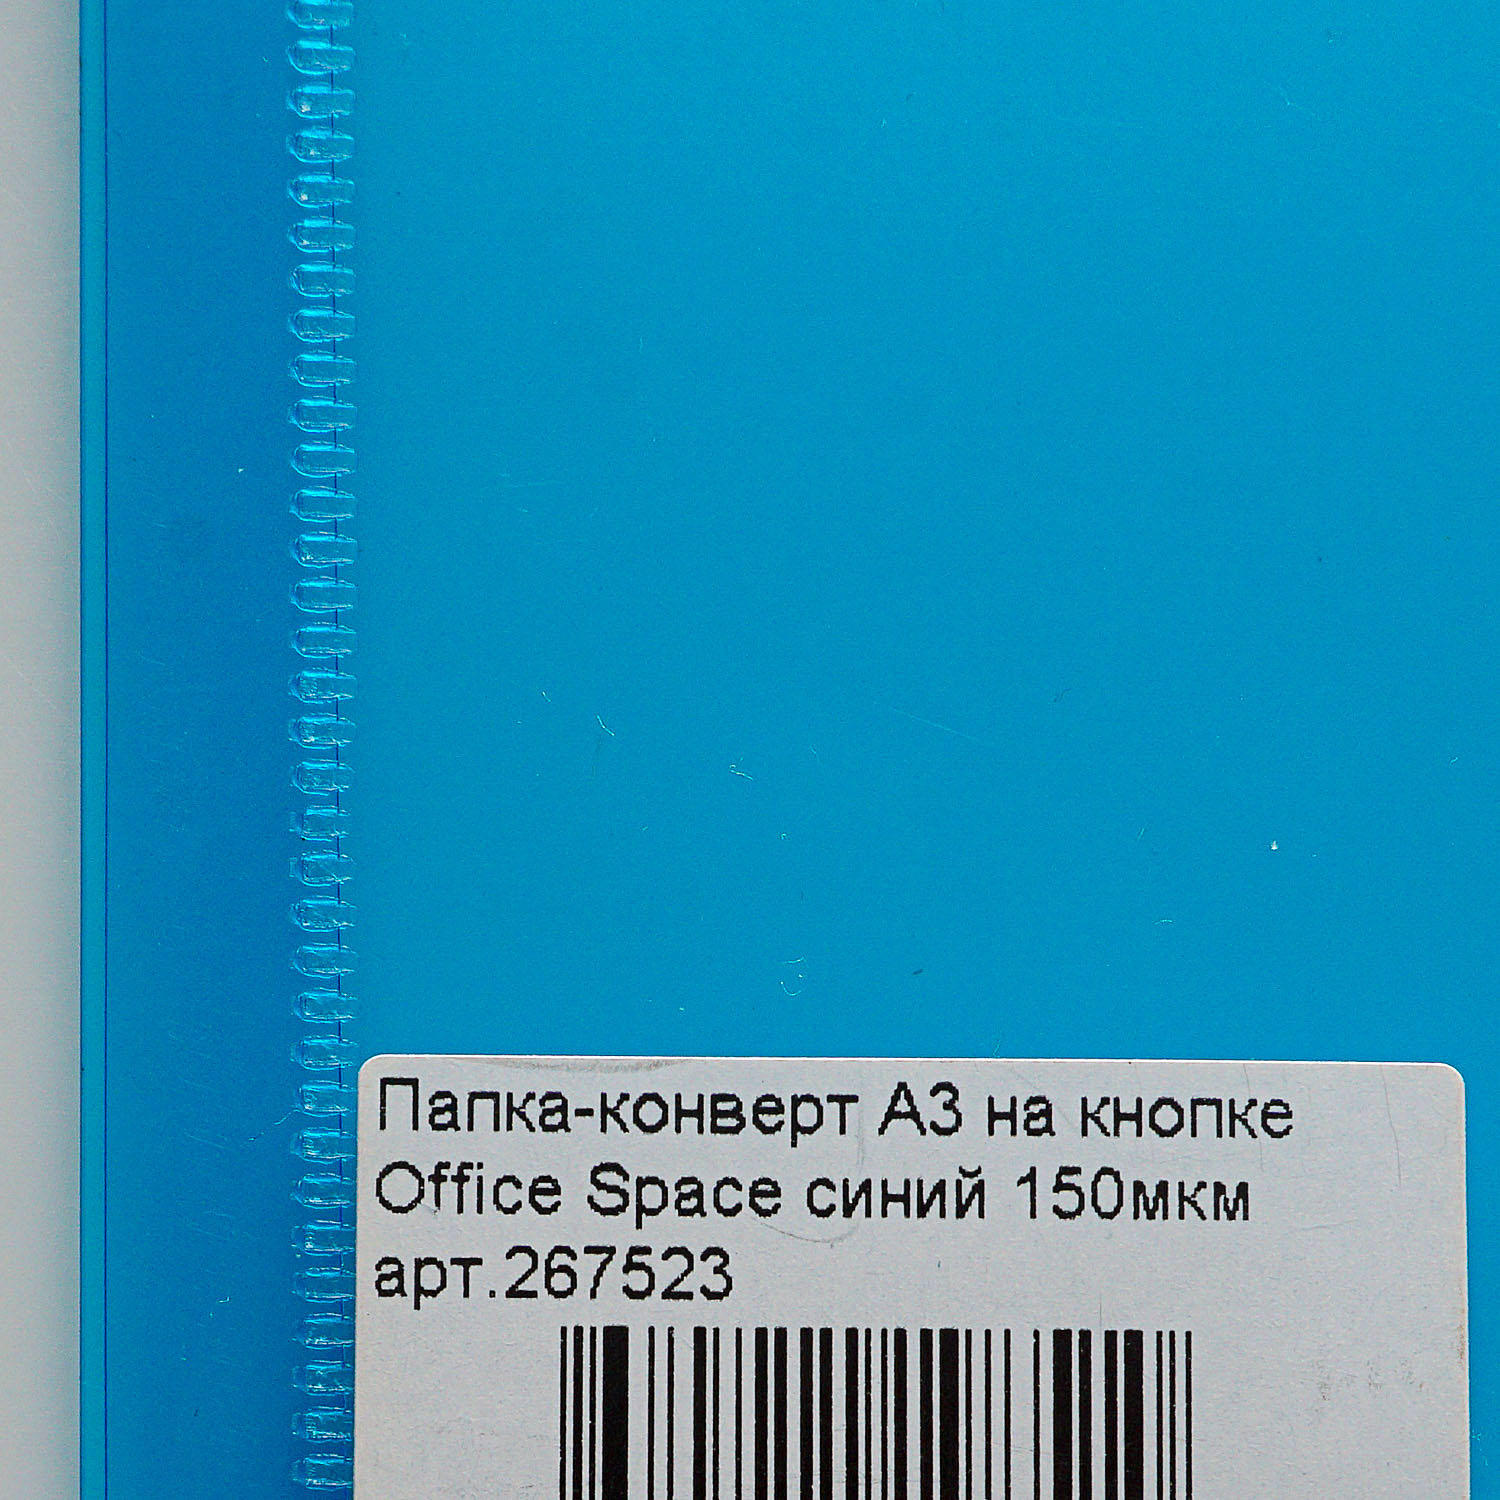 Папка-конверт А3 на кнопке
Office Space синий 150мкм
арт.267523